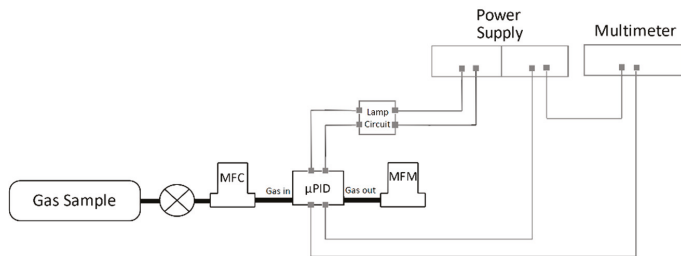 Power
Supply
Multimeter
Lamp
Circuit
MFC
MFM
Gas in
μPID
Gas out
Gas Sample